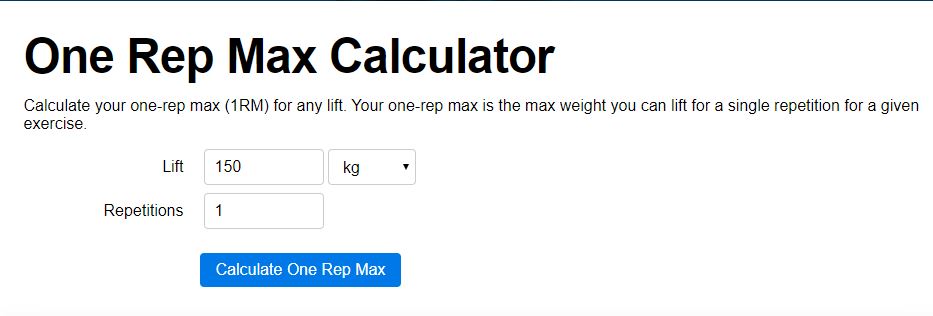 One Rep Max Calculator
Calculate your one-rep max (1RM) for any lift. Your one-rep max is the max weight you can lift for a single repetition for a given
exercise.
Lift 150 kg
Repetitions 1
Calculate One Rep Max